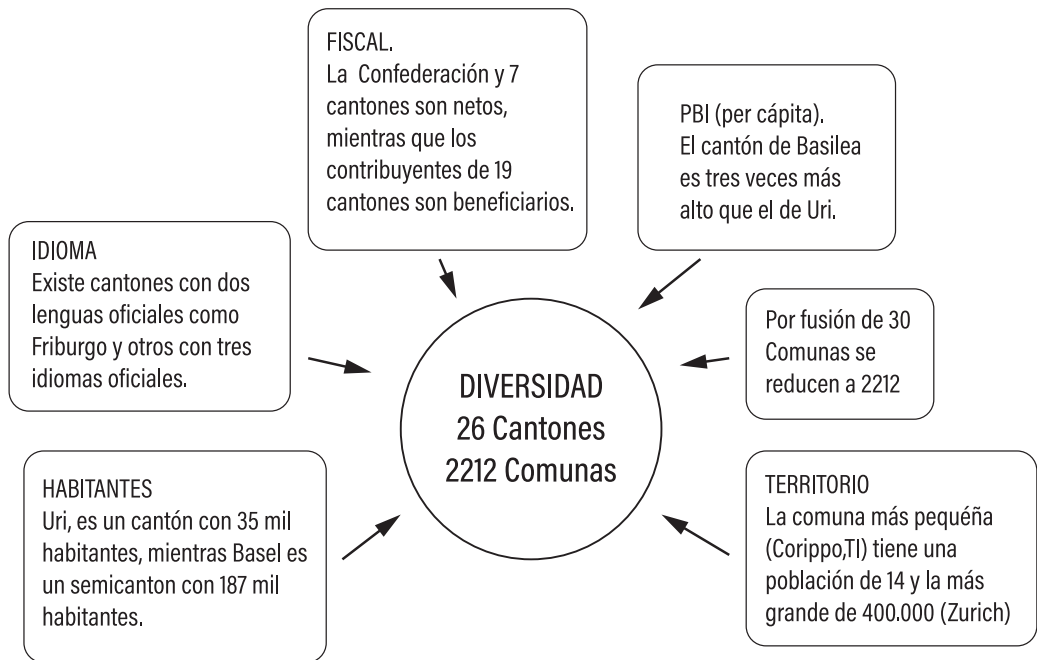 FISCAL.
La Confederación y 7
cantones son netos,
mientras que los
contribuyentes de 19
cantones son beneficiarios.
PBI (per cápita).
El cantón de Basilea
es tres veces más
alto que el de Uri.
IDIOMA
Existe cantones con dos
lenguas oficiales como
Friburgo y otros con tres
idiomas oficiales.
Por fusión de 30
Comunas se
reducen a 2212
DIVERSIDAD
26 Cantones
2212 Comunas
HABITANTES
Uri, es un cantón con 35 mil
habitantes, mientras Basel es
un semicanton con 187 mil
habitantes.
TERRITORIO
La comuna más pequéña
(Corippo,TI) tiene una
población de 14 y la más
grande de 400.000 (Zurich)